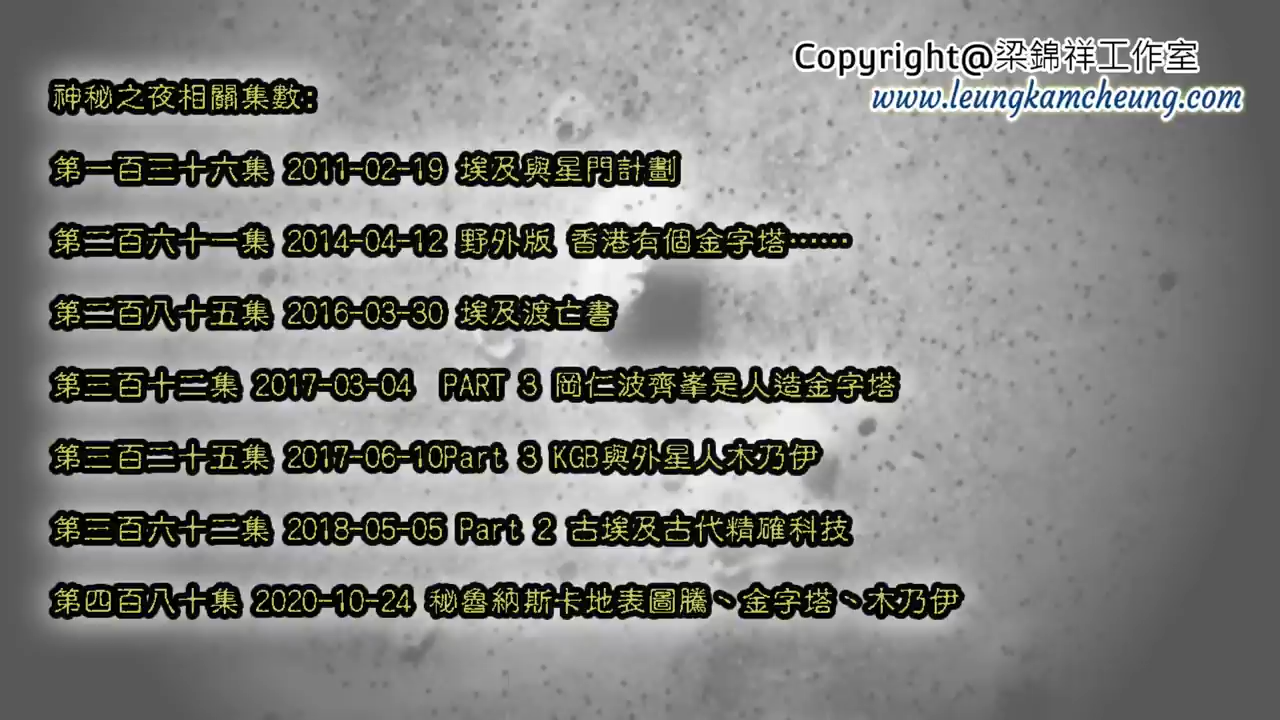 Copyright@梁錦祥工作室
www.leungkamcheung.com
神秘之夜相關集數:
第一百三十六集 2011-02-19 埃及與星門計劃
第二百六十一集 2014-04-12 野外版 香港有個金字塔⋯⋯
第二百八十五集 2016-03-30 埃及渡亡書
第三百十二集 2017-03-04 PART 3 岡仁波齊峯是人造金字塔
第三百二十五集 2017-06-10Part 3 KGB與外星人木乃伊
第三百六十二集 2018-05-05 Part 2 古埃及古代精確科技
第四百八十集 2020-10-24 秘魯納斯卡地表圖騰、金字塔、木乃伊